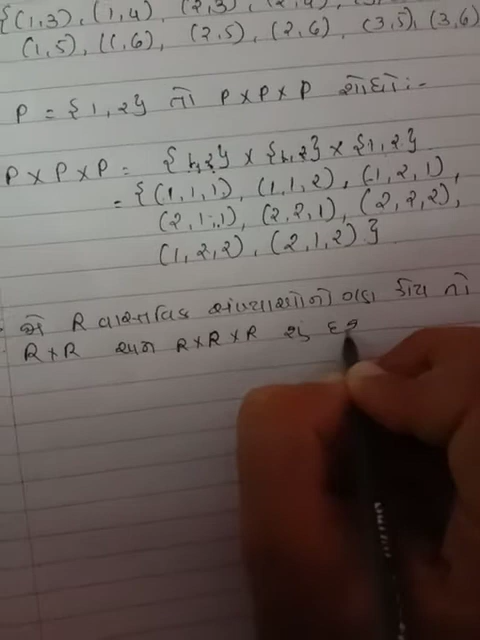 {(1,3), (1,4), (2,3), (2,4),
(1,5), (1,6), (2,5), (2,6), (3,5), (3,6)
P = {1,2} તો P×P×P શોધો:-
P×P×P = {1,2} × {1,2} × {1,2}
= {(1,1,1), (1,1,2), (1,2,1),
(2,1,1), (2,2,1), (2,2,2),
(1,2,2), (2,1,2)}
જો R વાસ્તવિક સંખ્યાઓનો ગણ હોય તો
R×R અને R×R×R શું